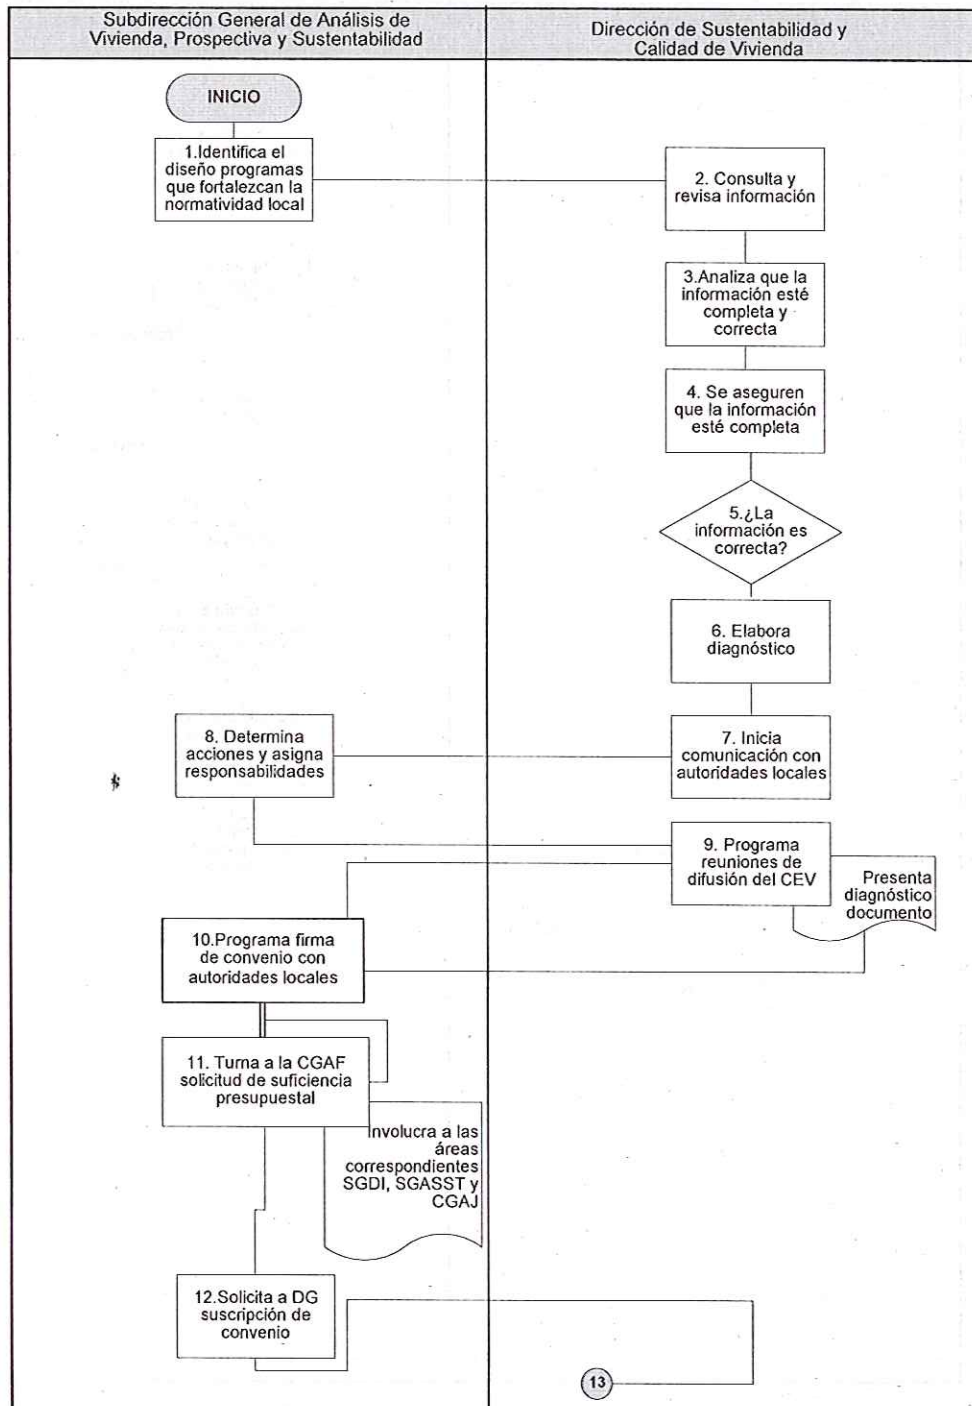 Subdirección General de Análisis de
Vivienda, Prospectiva y Sustentabilidad
Dirección de Sustentabilidad y
Calidad de Vivienda
INICIO
1.Identifica el
diseño programas
que fortalezcan la
normatividad local
2. Consulta y
revisa información
3.Analiza que la
información esté
completa y
correcta
4. Se aseguren
que la información
esté completa
5.¿La
información es
correcta?
6. Elabora
diagnóstico
7. Inicia
comunicación con
autoridades locales
8. Determina
acciones y asigna
responsabilidades
9. Programa
reuniones de
difusión del CEV
Presenta
diagnóstico
documento
10.Programa firma
de convenio con
autoridades locales
11. Turna a la CGAF
solicitud de suficiencia
presupuestal
Involucra a las
áreas
correspondientes
SGDI, SGASST y
CGAJ
12.Solicita a DG
suscripción de
convenio
13